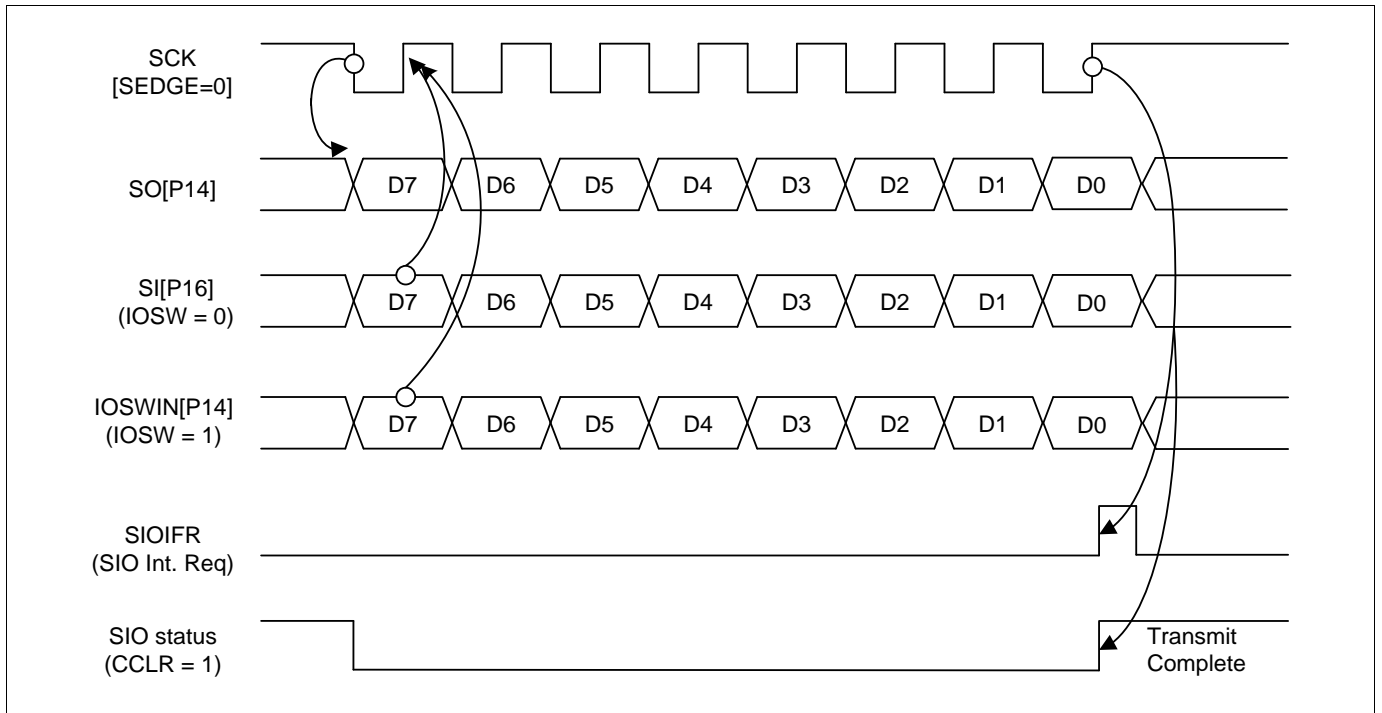 SCK
[SEDGE=0]
SO[P14]
D7 D6 D5 D4 D3 D2 D1 D0
SI[P16]
(IOSW = 0)
D7 D6 D5 D4 D3 D2 D1 D0
IOSWIN[P14]
(IOSW = 1)
D7 D6 D5 D4 D3 D2 D1 D0
SIOIFR
(SIO Int. Req)
SIO status
(CCLR = 1)
Transmit
Complete